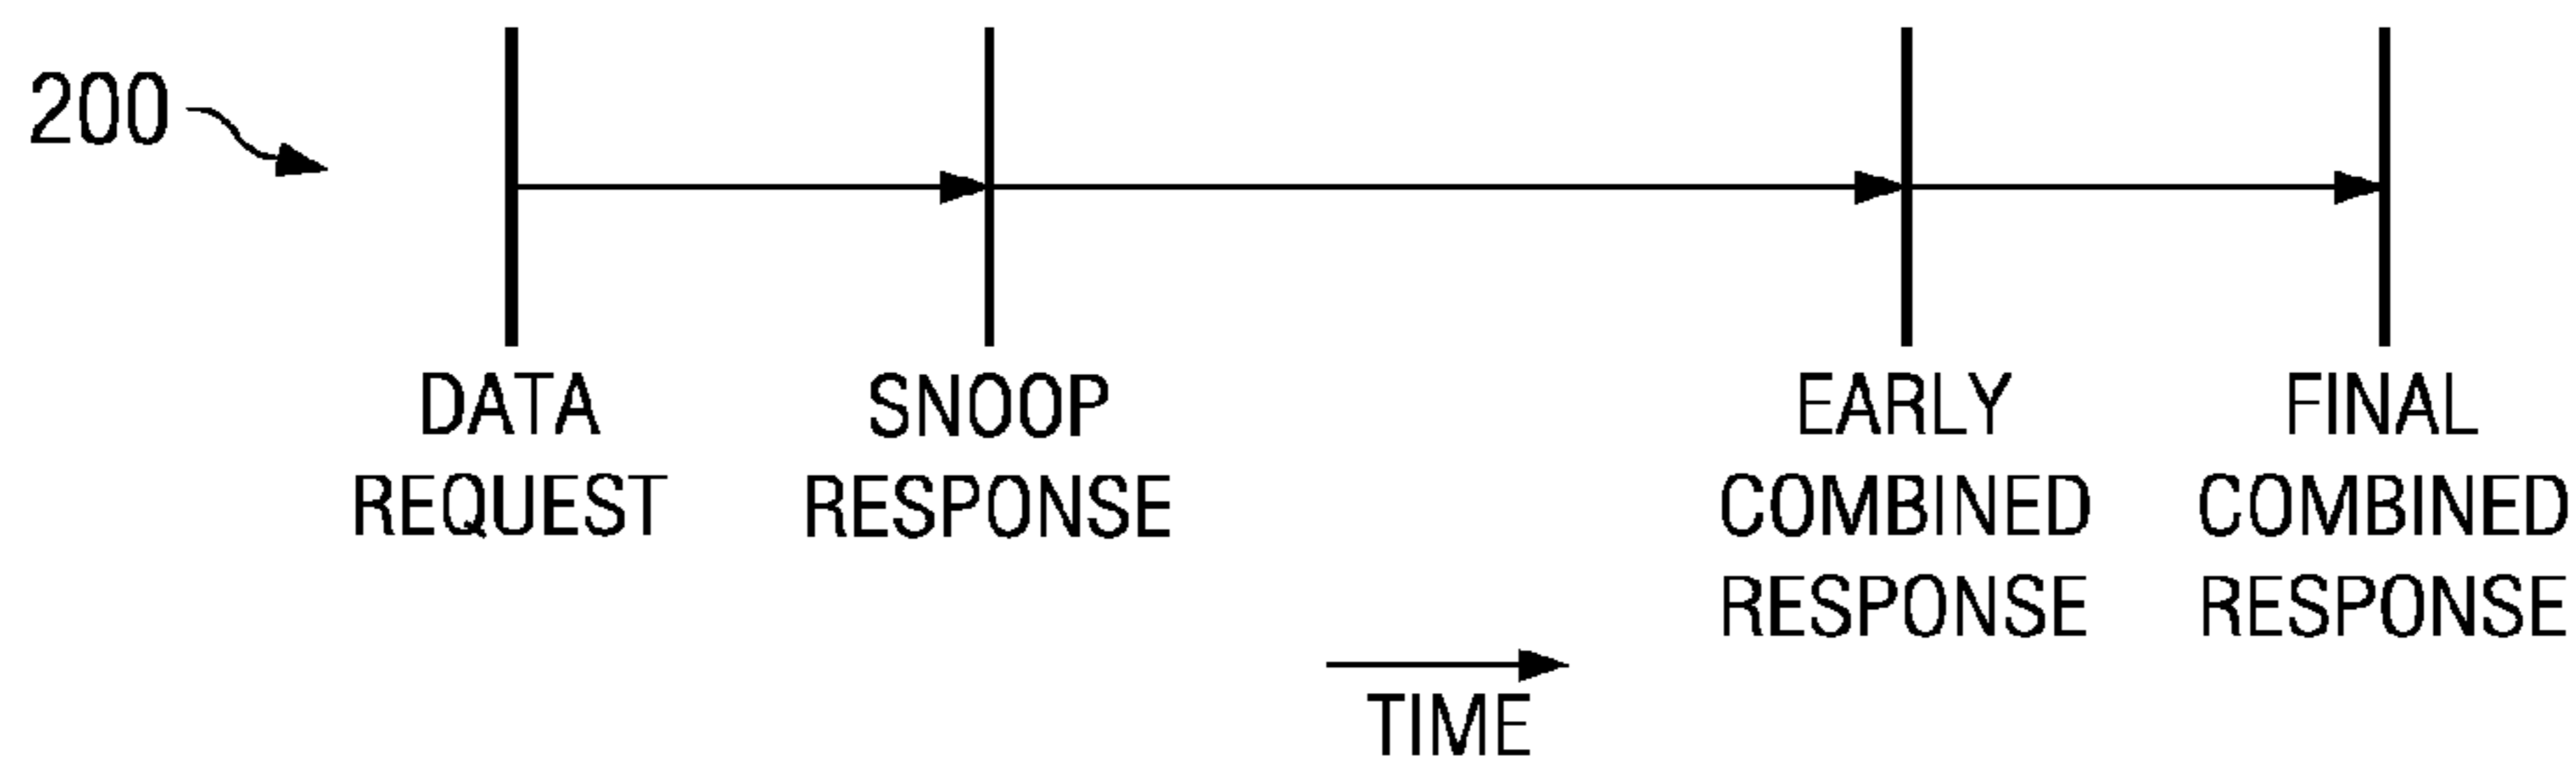 200
DATA
REQUEST
SNOOP
RESPONSE
EARLY
COMBINED
RESPONSE
FINAL
COMBINED
RESPONSE
TIME